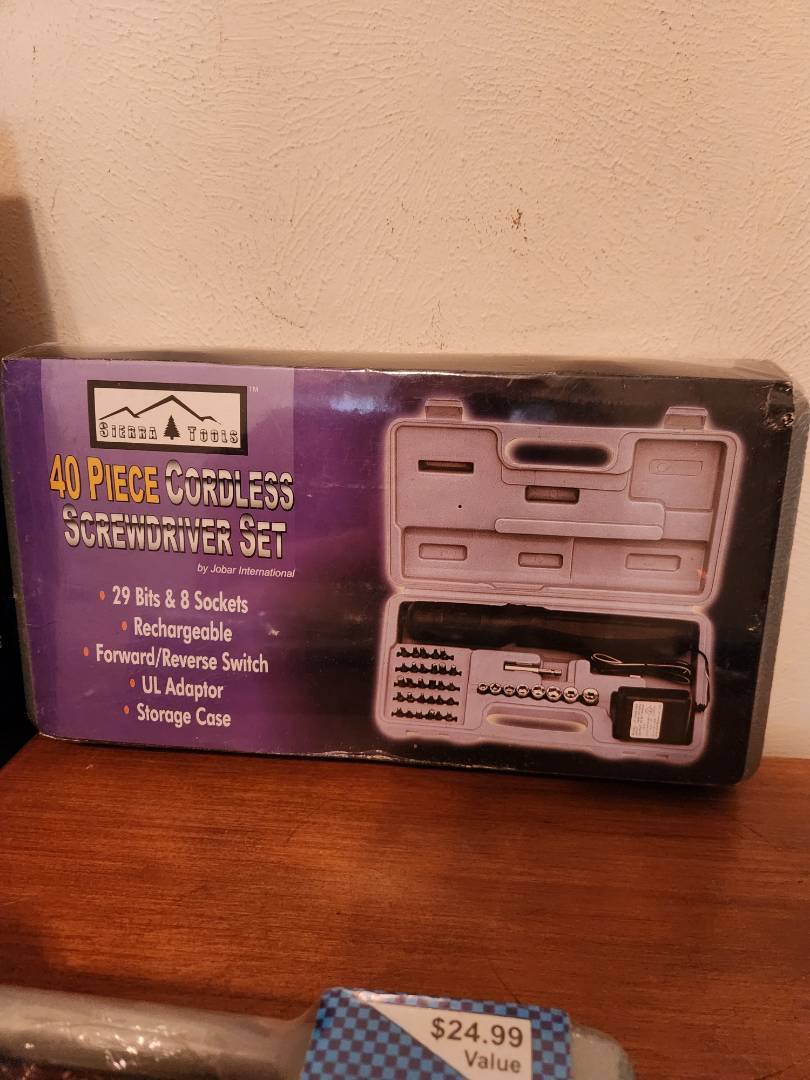 SIERRA TOOLS TM
40 PIECE CORDLESS
SCREWDRIVER SET
by Jobar International
• 29 Bits & 8 Sockets
• Rechargeable
• Forward/Reverse Switch
• UL Adaptor
• Storage Case
$24.99
Value